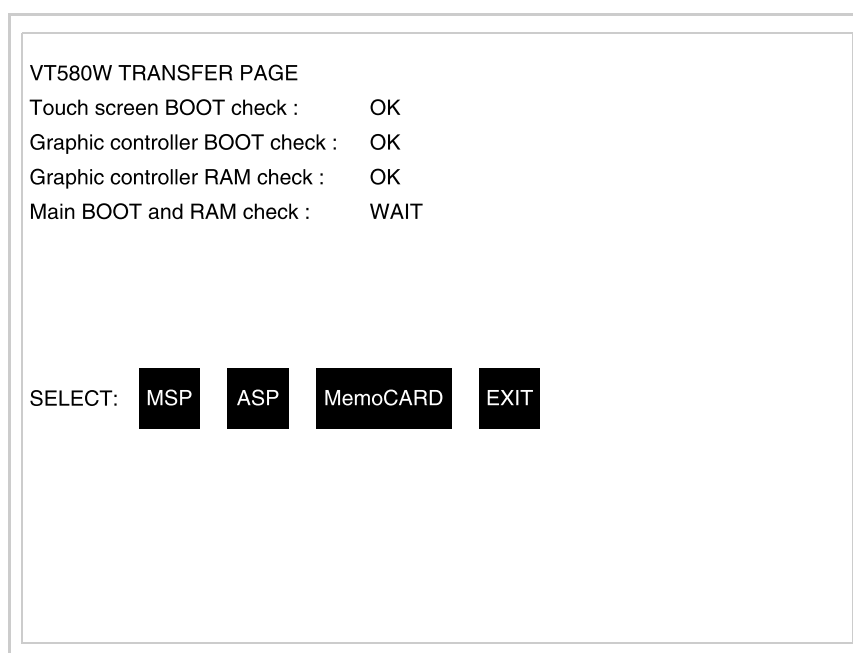 VT580W TRANSFER PAGE
Touch screen BOOT check : OK
Graphic controller BOOT check : OK
Graphic controller RAM check : OK
Main BOOT and RAM check : WAIT
SELECT: MSP ASP MemoCARD EXIT